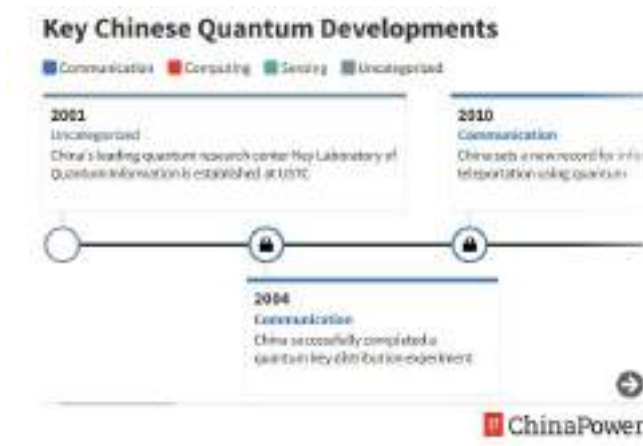 Key Chinese Quantum Developments
Communication Computing Sensing Uncategorized
2001
Uncategorized
China's leading quantum research center Key Laboratory of
Quantum Information is established at USTC
2010
Communication
China sets a new record for info
teleportation using quantum
2004
Communication
China successfully completed a
quantum key distribution experiment
ChinaPower